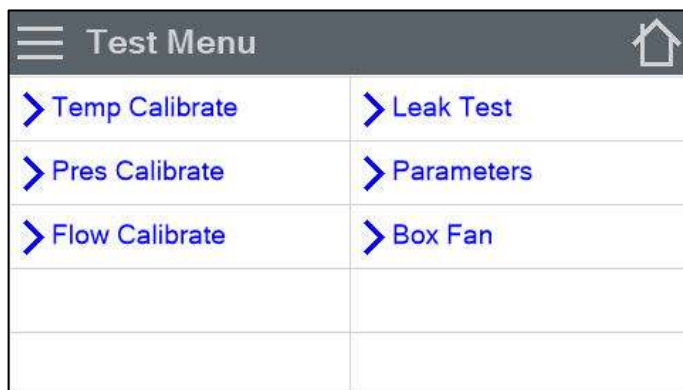 Test Menu
Temp Calibrate
Leak Test
Pres Calibrate
Parameters
Flow Calibrate
Box Fan